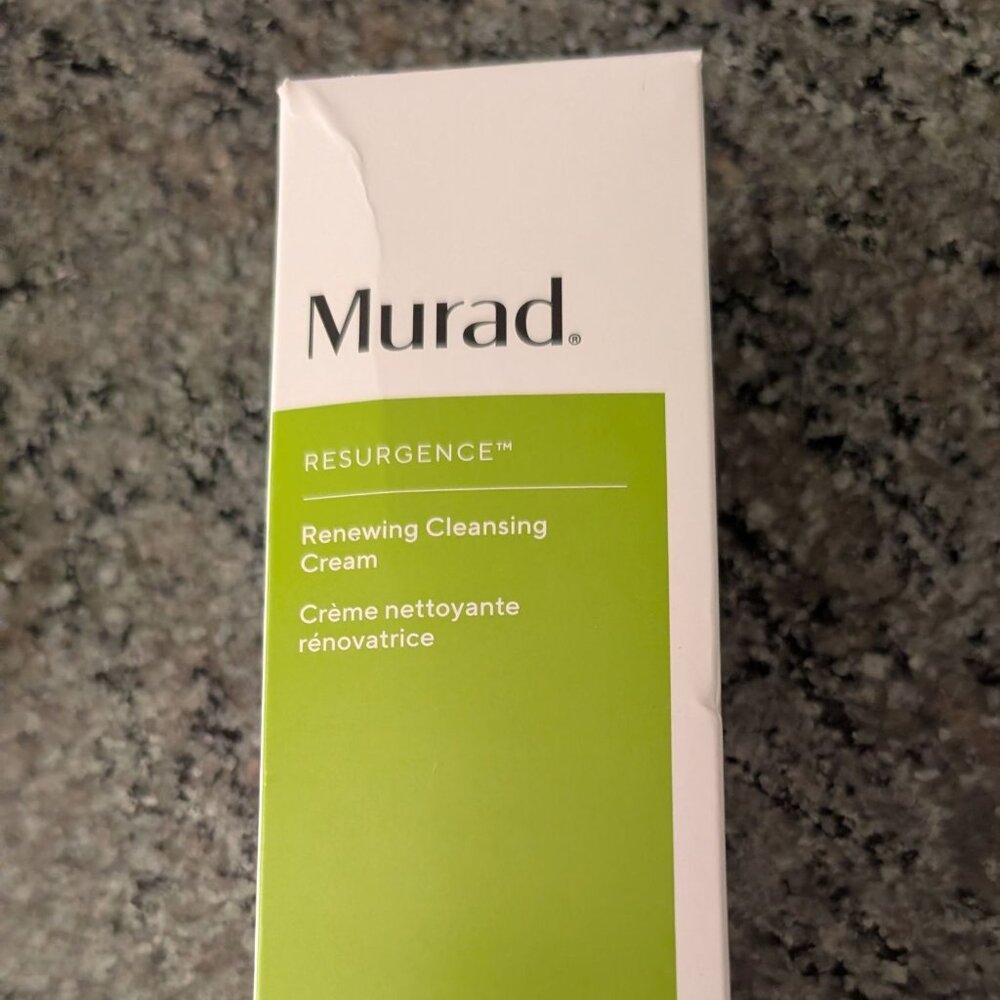 Murad®
RESURGENCE™
Renewing Cleansing
Cream
Crème nettoyante
rénovatrice